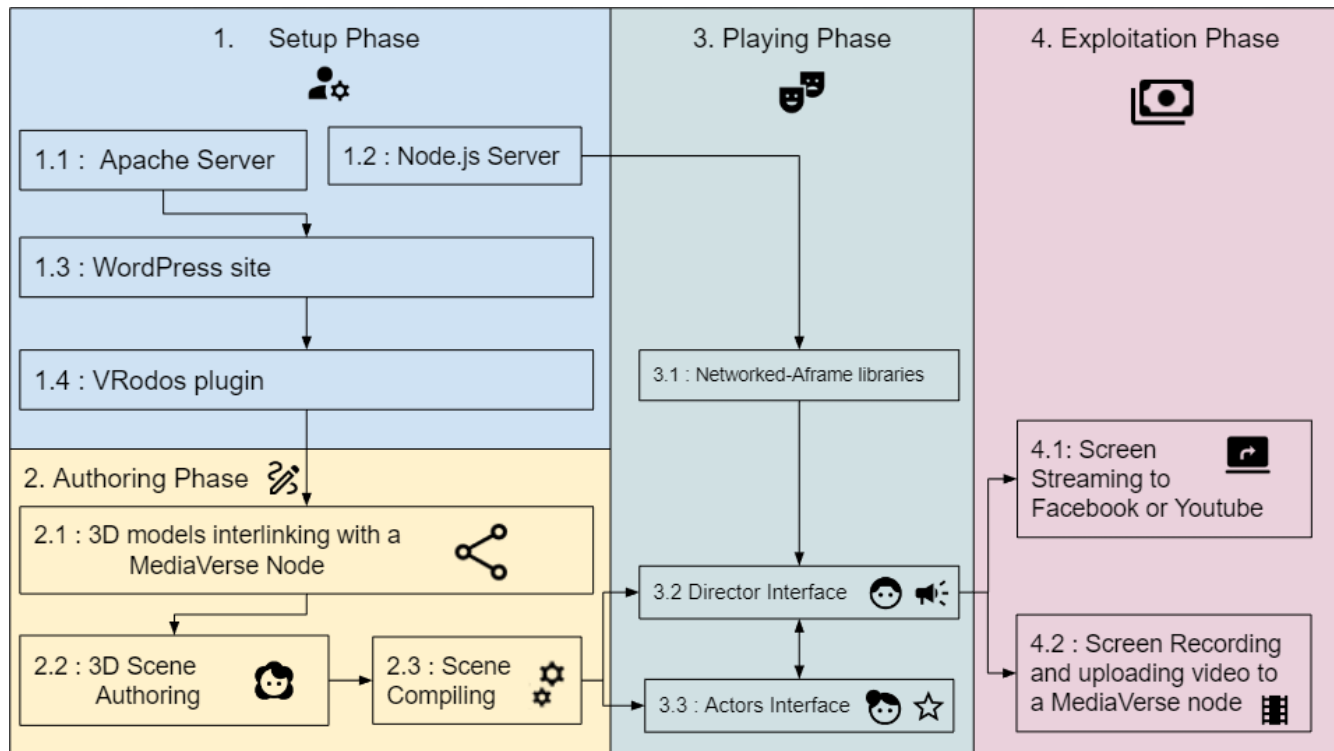 1. Setup Phase
1.1 : Apache Server
1.2 : Node.js Server
1.3 : WordPress site
1.4 : VRodos plugin
2. Authoring Phase
2.1 : 3D models interlinking with a
MediaVerse Node
2.2 : 3D Scene
Authoring
2.3 : Scene
Compiling
3. Playing Phase
3.1 : Networked-Aframe libraries
3.2 Director Interface
3.3 : Actors Interface
4. Exploitation Phase
4.1: Screen
Streaming to
Facebook or Youtube
4.2 : Screen Recording
and uploading video to
a MediaVerse node